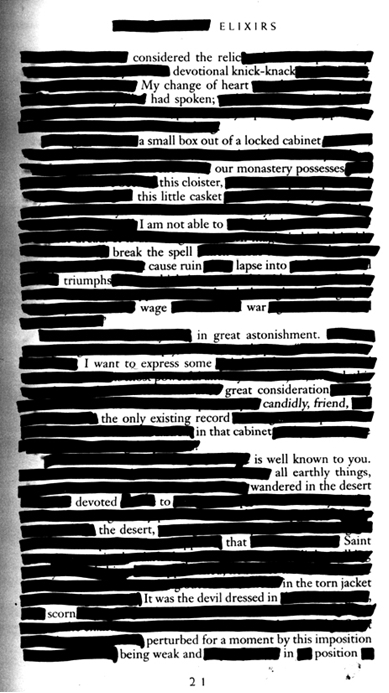 ELIXIRS
considered the relic
devotional knick-knack
My change of heart
had spoken;
a small box out of a locked cabinet
our monastery possesses
this cloister,
this little casket
I am not able to
break the spell
cause ruin lapse into
triumphs
wage war
in great astonishment.
I want to express some
great consideration
candidly, friend,
the only existing record
in that cabinet
is well known to you.
all earthly things,
wandered in the desert
devoted to
the desert,
that Saint
in the torn jacket
It was the devil dressed in
scorn
perturbed for a moment by this imposition
being weak and in position
21